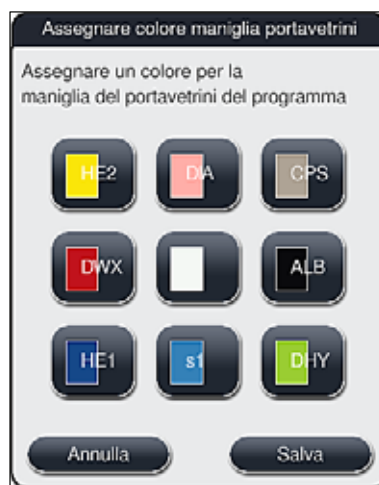 Assegnare colore maniglia portavetrini
Assegnare un colore per la
maniglia del portavetrini del programma
HE2 DIA CPS
DWX ALB
HE1 s1 DHY
Annulla Salva